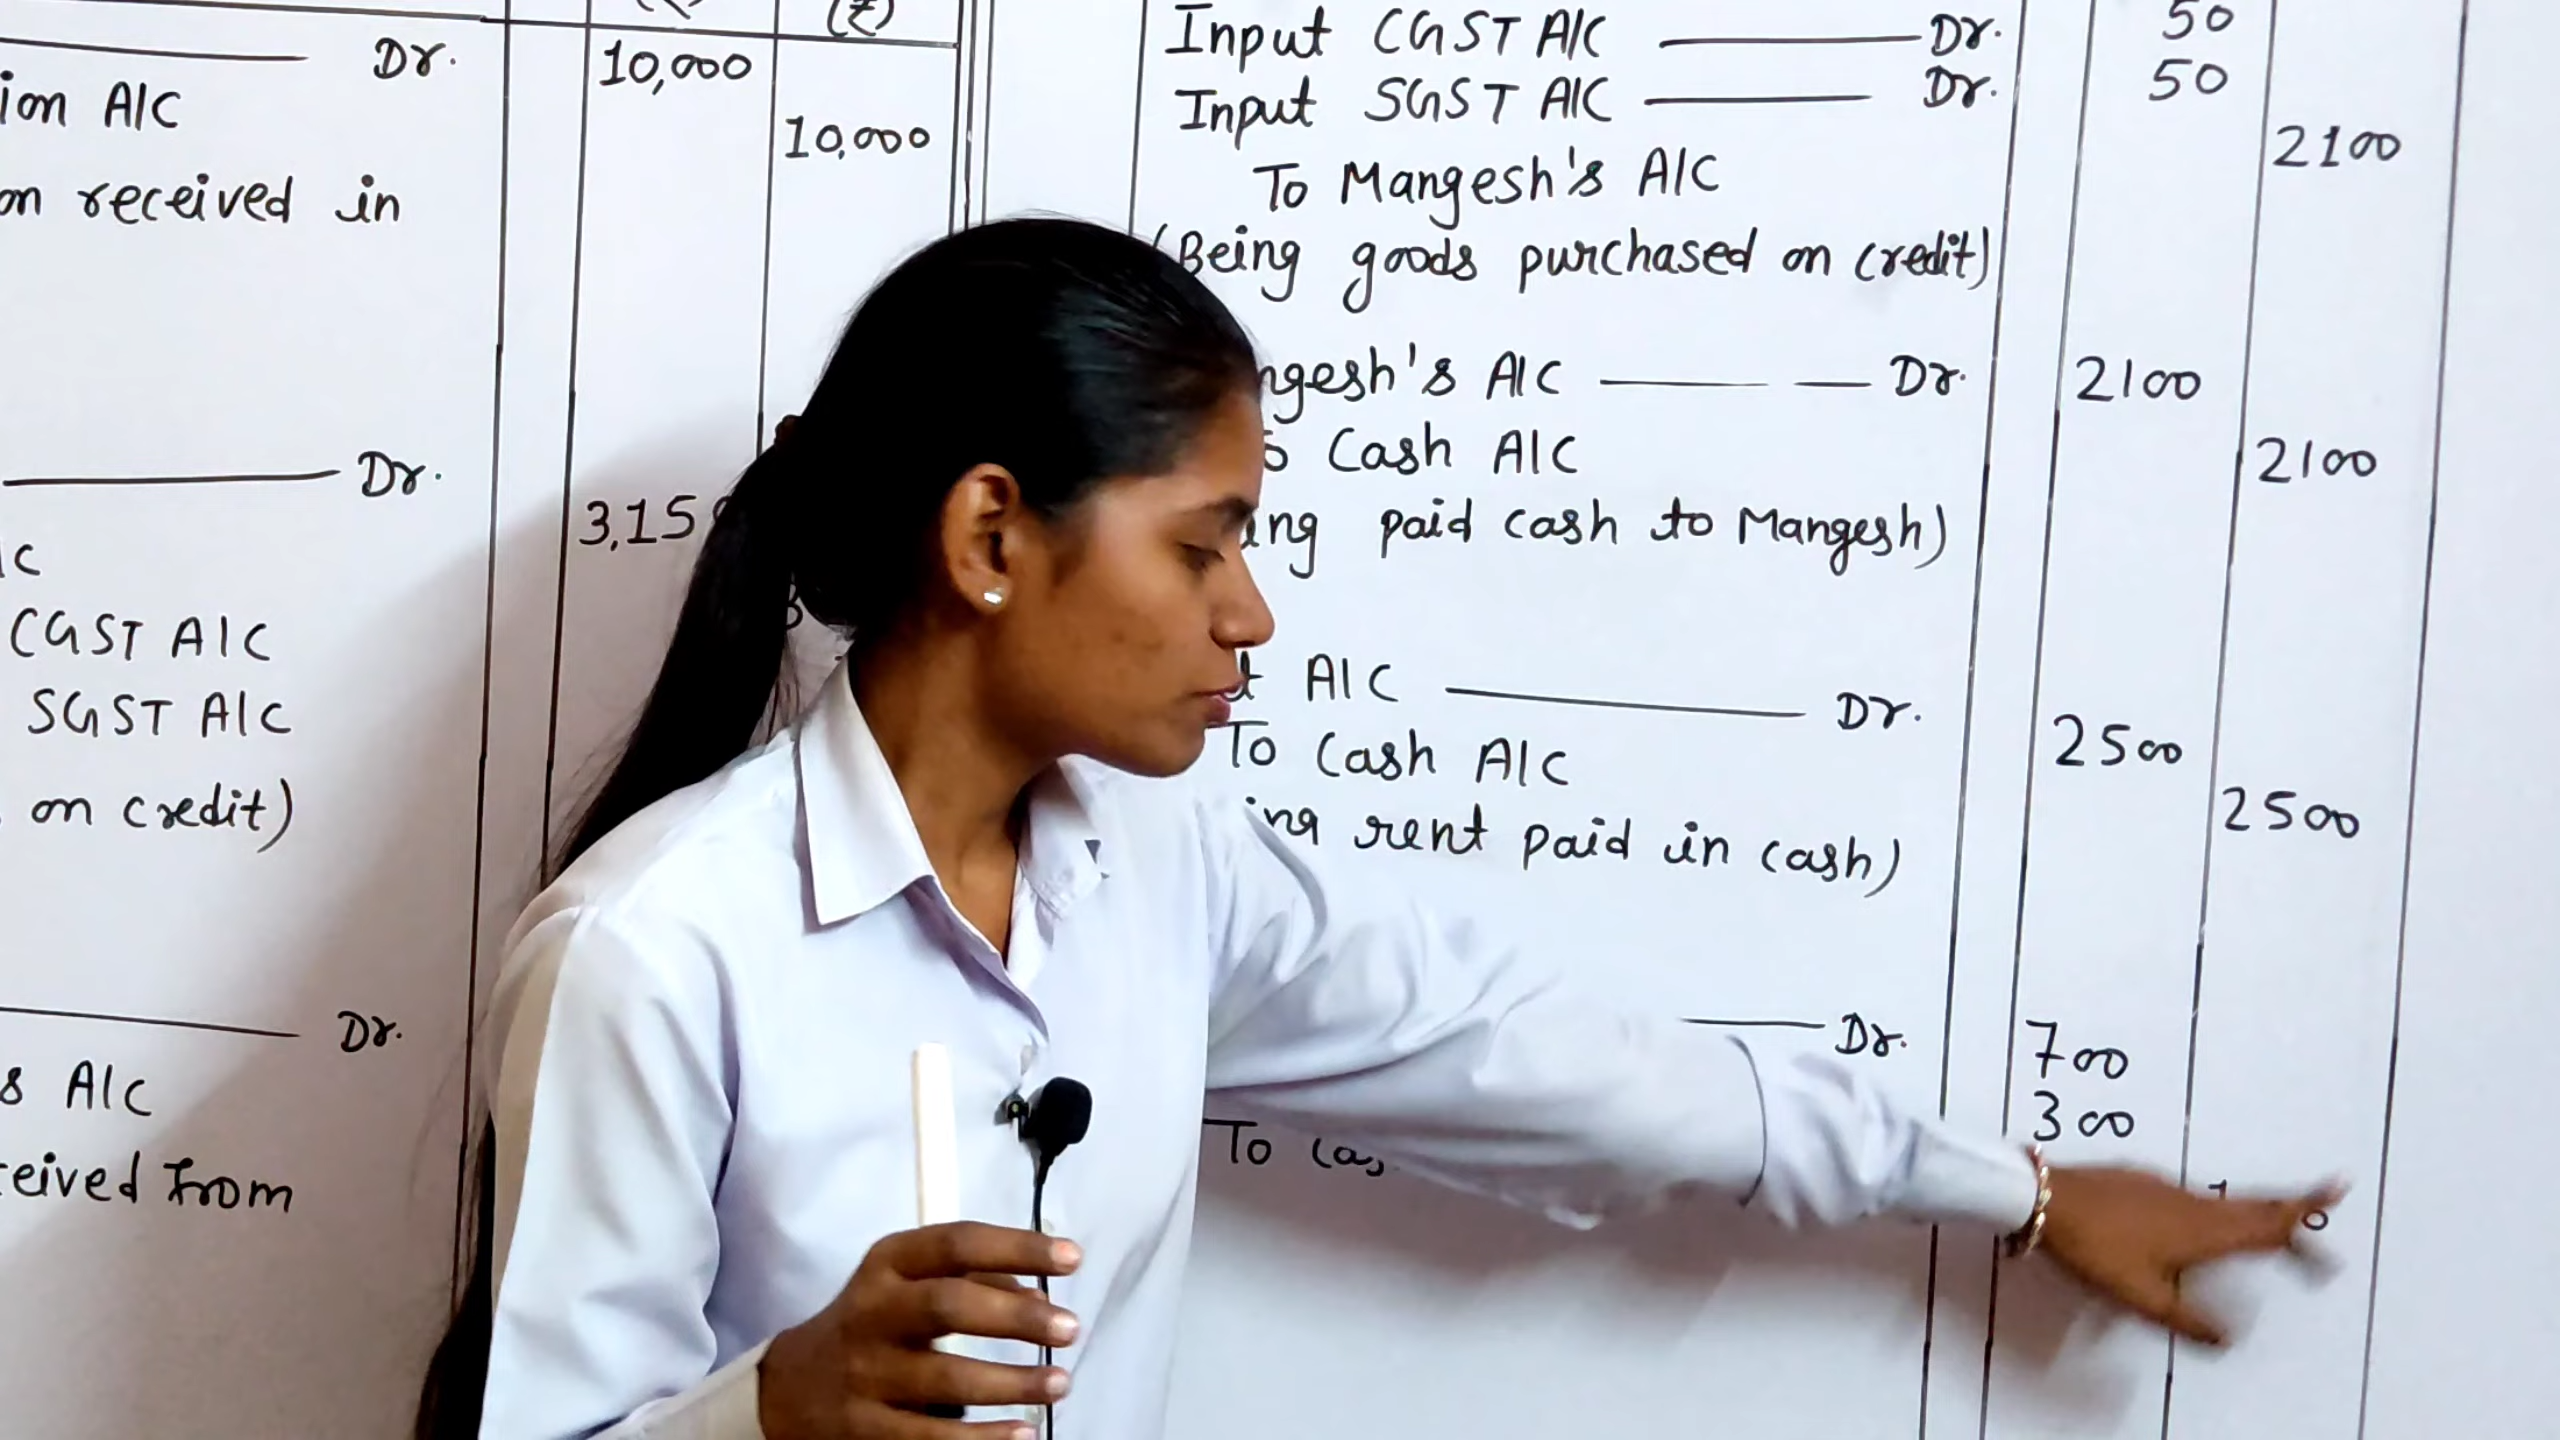 (₹)
Dr. 10,000
ion A/C
10,000
on received in
Dr.
3,15
CGST A/C
SGST A/C
on credit)
Dr.
s A/C
eived from
Input CGST A/C Dr. 50
Input SGST A/C Dr. 50
To Mangesh's A/C 2100
(Being goods purchased on credit)
ngesh's A/C Dr. 2100
Cash A/C 2100
ing paid cash to Mangesh)
A/C Dr. 2500
To Cash A/C 2500
ing rent paid in cash)
Dr. 700
300
To Cas